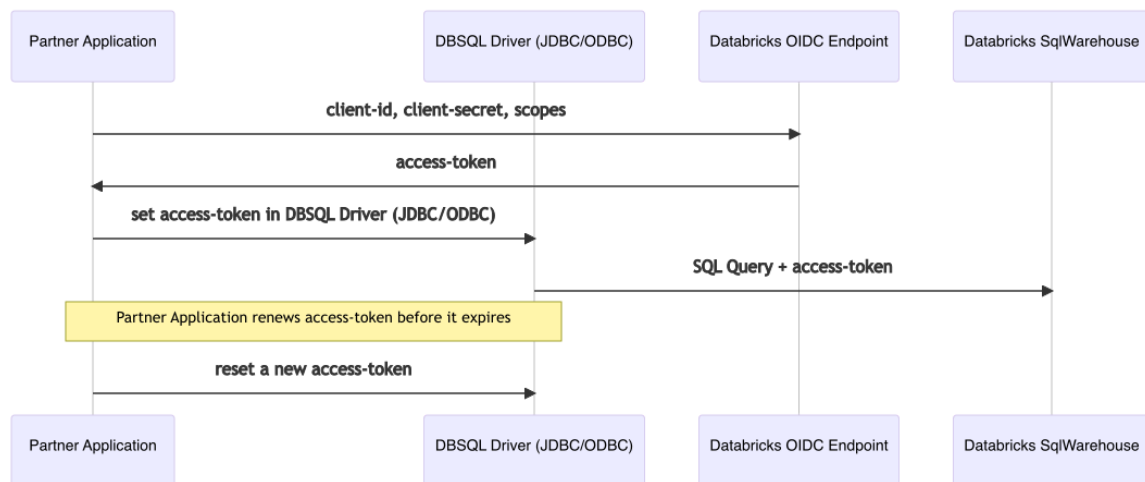 Partner Application
DBSQL Driver (JDBC/ODBC)
Databricks OIDC Endpoint
Databricks SqlWarehouse
client-id, client-secret, scopes
access-token
set access-token in DBSQL Driver (JDBC/ODBC)
SQL Query + access-token
Partner Application renews access-token before it expires
reset a new access-token
Partner Application
DBSQL Driver (JDBC/ODBC)
Databricks OIDC Endpoint
Databricks SqlWarehouse